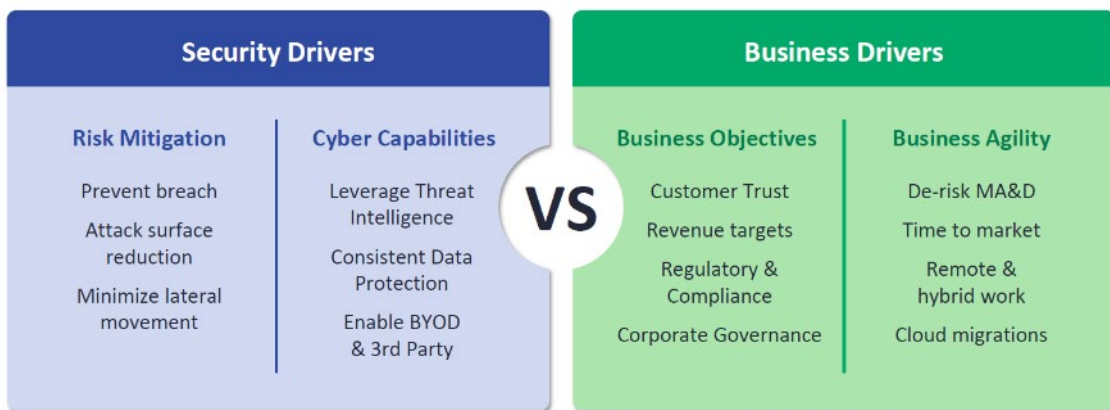 Security Drivers
Risk Mitigation
Prevent breach
Attack surface
reduction
Minimize lateral
movement
Cyber Capabilities
Leverage Threat
Intelligence
Consistent Data
Protection
Enable BYOD
& 3rd Party
VS
Business Drivers
Business Objectives
Customer Trust
Revenue targets
Regulatory &
Compliance
Corporate Governance
Business Agility
De-risk MA&D
Time to market
Remote &
hybrid work
Cloud migrations